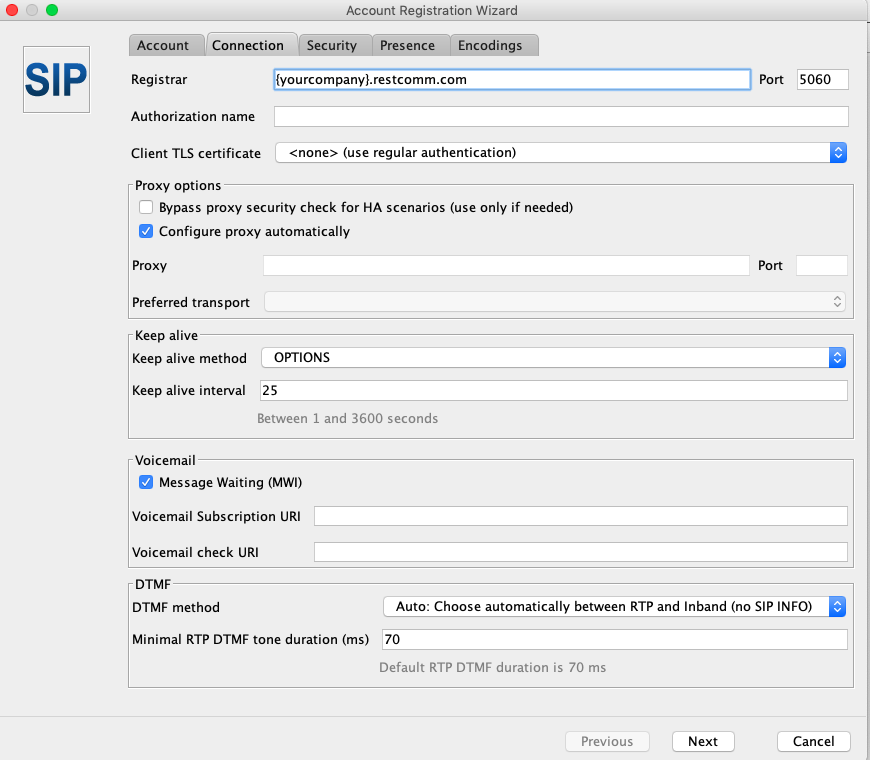 Account Registration Wizard
SIP
Account Connection Security Presence Encodings
Registrar {yourcompany}.restcomm.com Port 5060
Authorization name
Client TLS certificate <none> (use regular authentication)
Proxy options
Bypass proxy security check for HA scenarios (use only if needed)
Configure proxy automatically
Proxy Port
Preferred transport
Keep alive
Keep alive method OPTIONS
Keep alive interval 25
Between 1 and 3600 seconds
Voicemail
Message Waiting (MWI)
Voicemail Subscription URI
Voicemail check URI
DTMF
DTMF method Auto: Choose automatically between RTP and Inband (no SIP INFO)
Minimal RTP DTMF tone duration (ms) 70
Default RTP DTMF duration is 70 ms
Previous Next Cancel